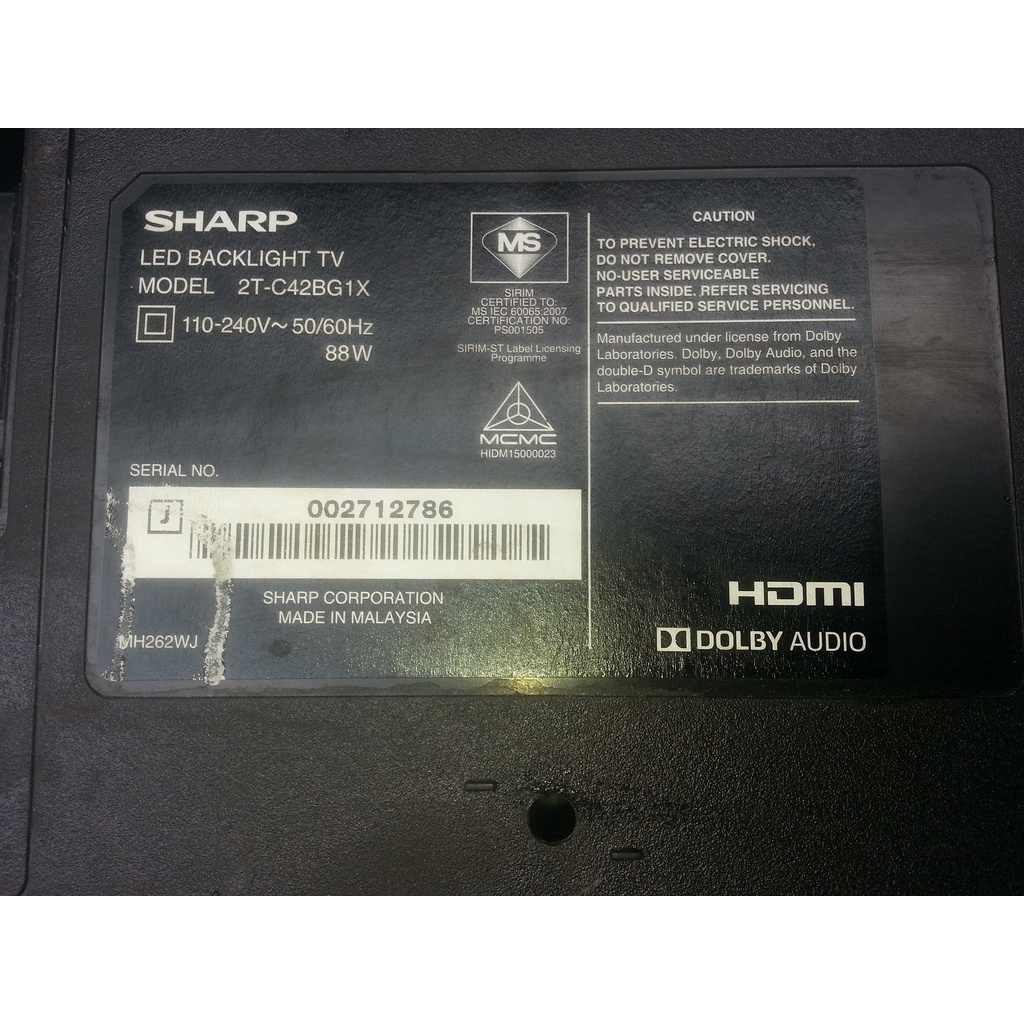 SHARP
LED BACKLIGHT TV
MODEL 2T-C42BG1X
110-240V~ 50/60Hz
88W
MS
SIRIM
CERTIFIED TO:
MS IEC 60065:2007
CERTIFICATION NO:
PS001505
SIRIM-ST Label Licensing
Programme
MCMC
HIDM15000023
SERIAL NO.
J
002712786
SHARP CORPORATION
MADE IN MALAYSIA
MH262WJ
CAUTION
TO PREVENT ELECTRIC SHOCK,
DO NOT REMOVE COVER.
NO-USER SERVICEABLE
PARTS INSIDE. REFER SERVICING
TO QUALIFIED SERVICE PERSONNEL.
Manufactured under license from Dolby
Laboratories. Dolby, Dolby Audio, and the
double-D symbol are trademarks of Dolby
Laboratories.
HDMI
DOLBY AUDIO